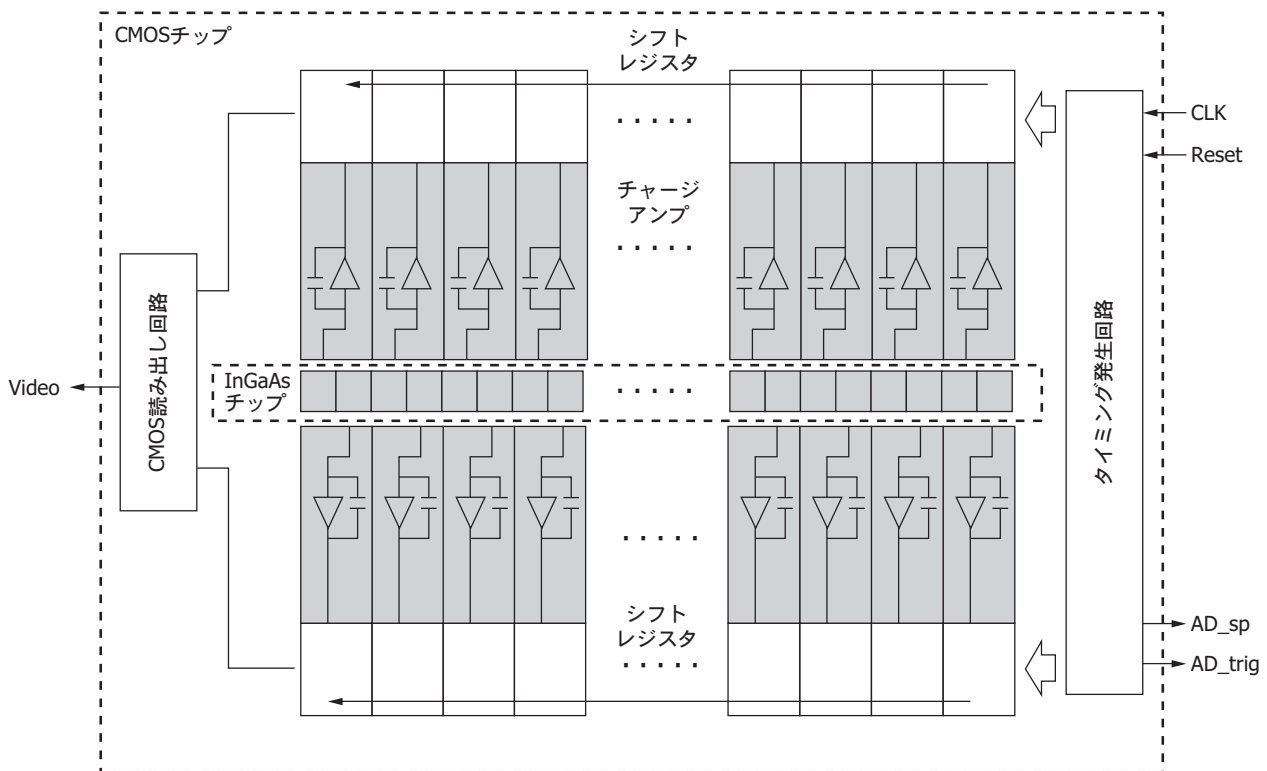 CMOSチップ
シフト
レジスタ
CLK
Reset
チャージ
アンプ
CMOS読み出し回路
タイミング発生回路
Video
InGaAs
チップ
シフト
レジスタ
AD_sp
AD_trig